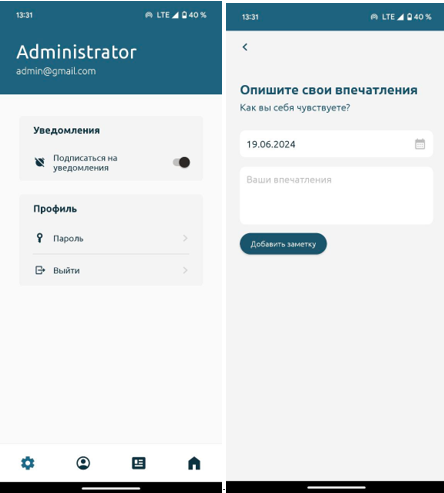 13:31
LTE 40 %
Administrator
admin@gmail.com
Уведомления
Подписаться на
уведомления
Профиль
Пароль
Выйти
13:31
LTE 40 %
Опишите свои впечатления
Как вы себя чувствуете?
19.06.2024
Ваши впечатления
Добавить заметку